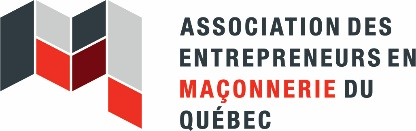 ASSOCIATION DES
ENTREPRENEURS EN
MAÇONNERIE DU
QUÉBEC